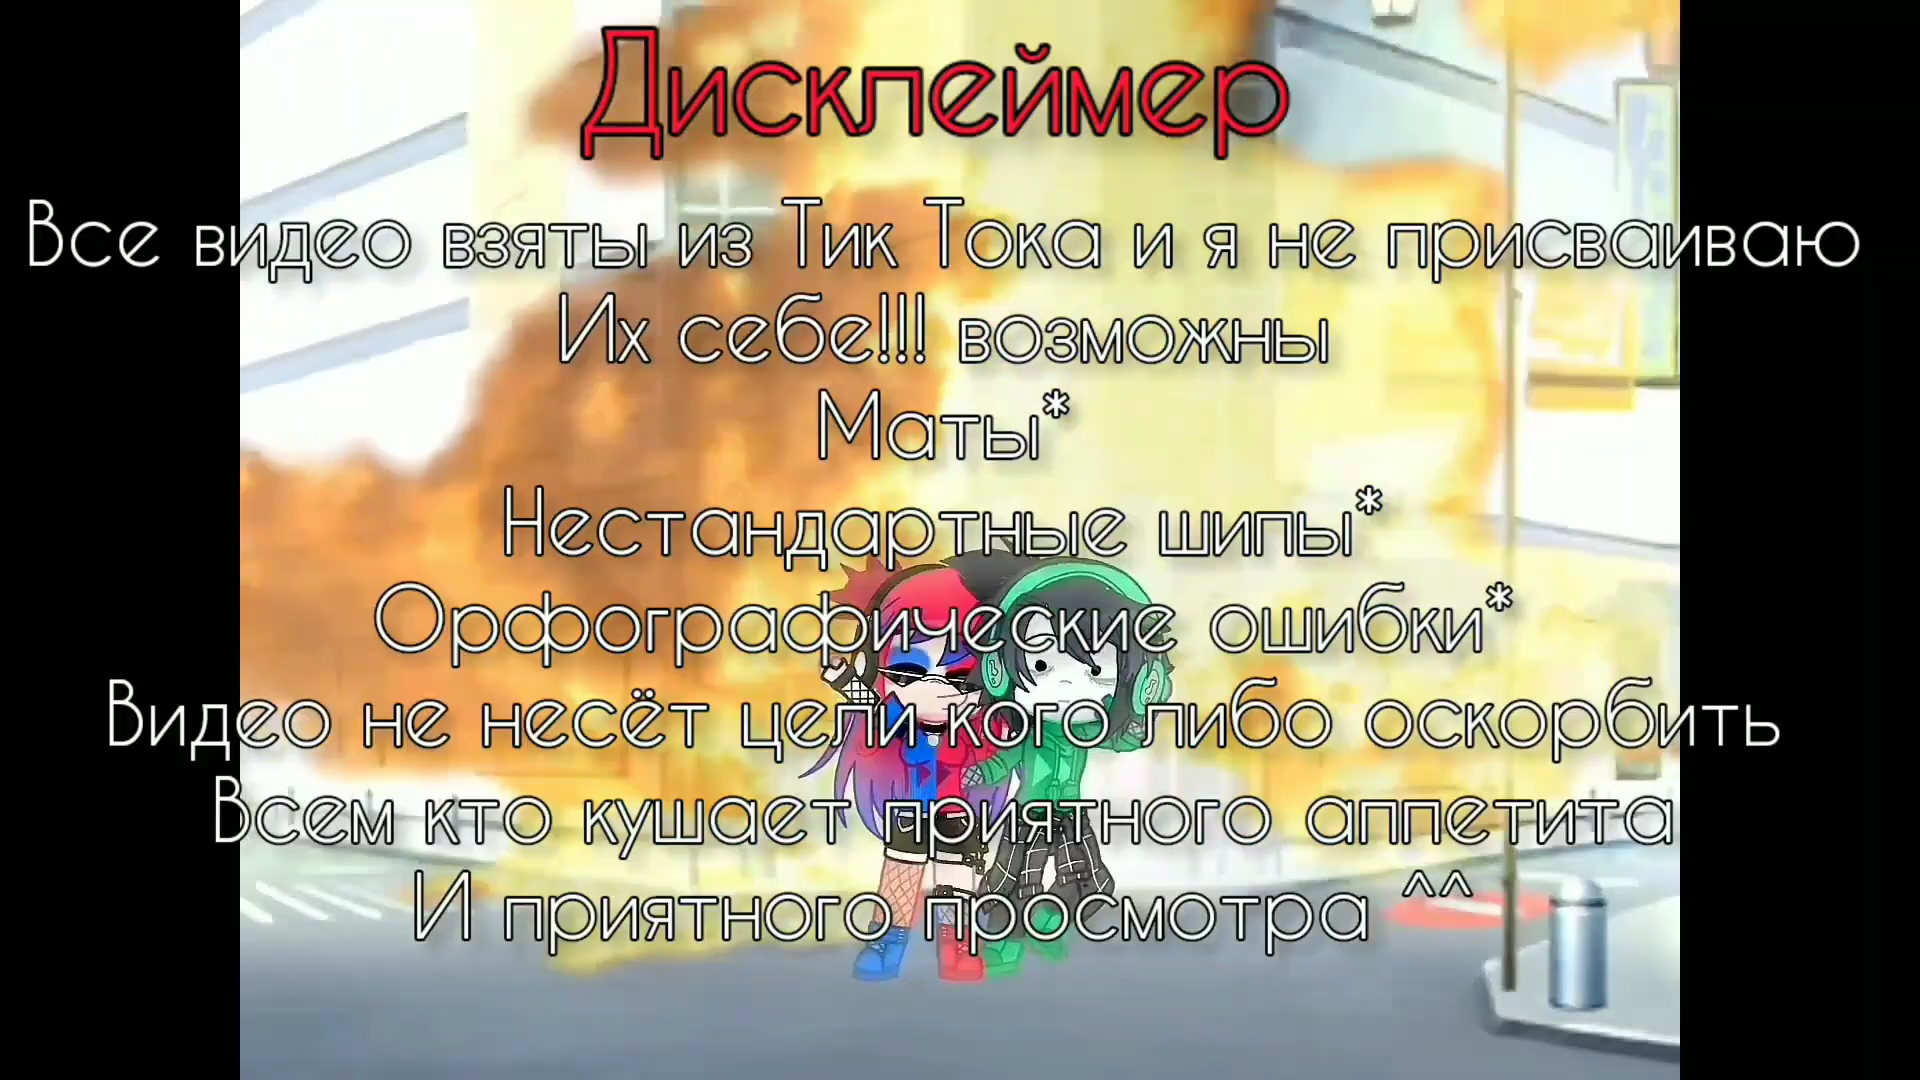 Дисклеймер
Все видео взяты из Тик Тока и я не присваиваю
Их себе!!! возможны
Маты*
Нестандартные шипы*
Орфографические ошибки*
Видео не несёт цели кого либо оскорбить
Всем кто кушает приятного аппетита
И приятного просмотра ^^